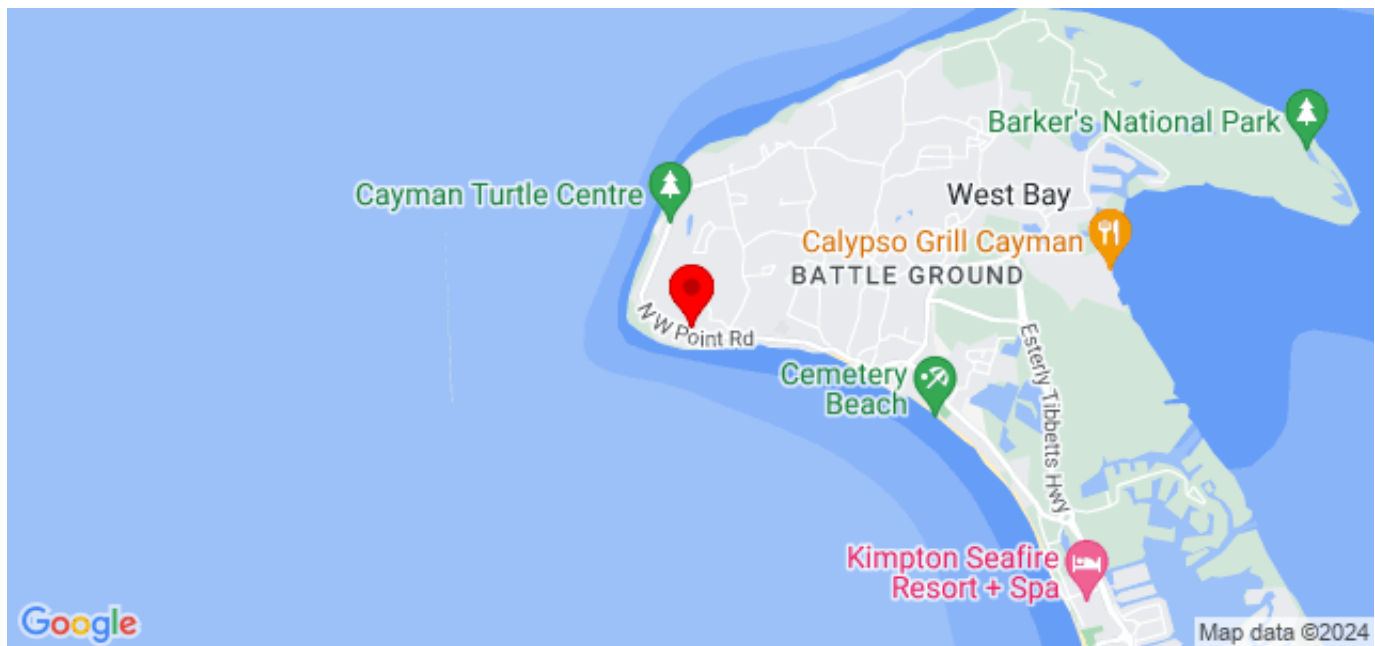 Barker's National Park
Cayman Turtle Centre
West Bay
Calypso Grill Cayman
BATTLE GROUND
N W Point Rd
Esterly Tibbetts Hwy
Cemetery
Beach
Kimpton Seafire
Resort + Spa
Google
Map data ©2024